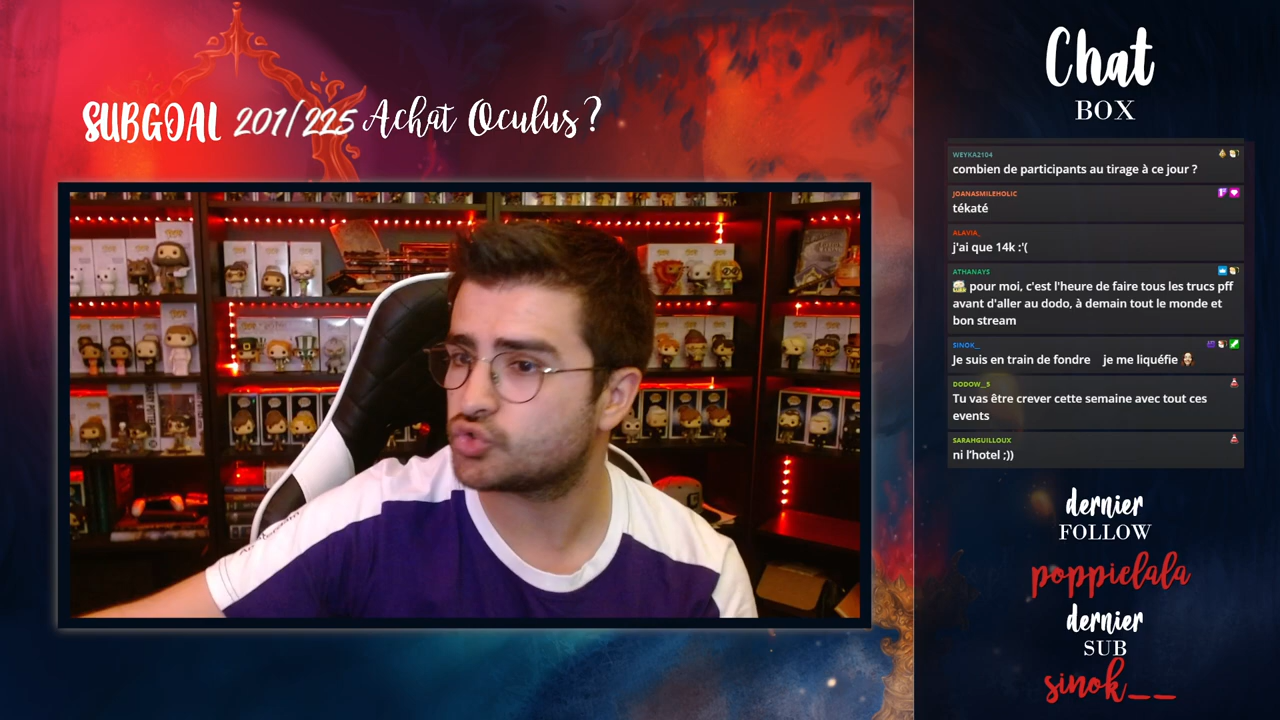 SUBGOAL 201/225 Achat Oculus ?
Chat
BOX
WEYKA2104
combien de participants au tirage à ce jour ?
JOANASMILEHOLIC
tékaté
ALAVIA_
j'ai que 14k :'(
ATHANAYS
pour moi, c'est l'heure de faire tous les trucs pff
avant d'aller au dodo, à demain tout le monde et
bon stream
SINOK__
Je suis en train de fondre je me liquéfie
DODOW__S
Tu vas être crever cette semaine avec tout ces
events
SARAHGUILLOUX
ni l'hotel ;))
dernier
FOLLOW
poppielala
dernier
SUB
sinok__